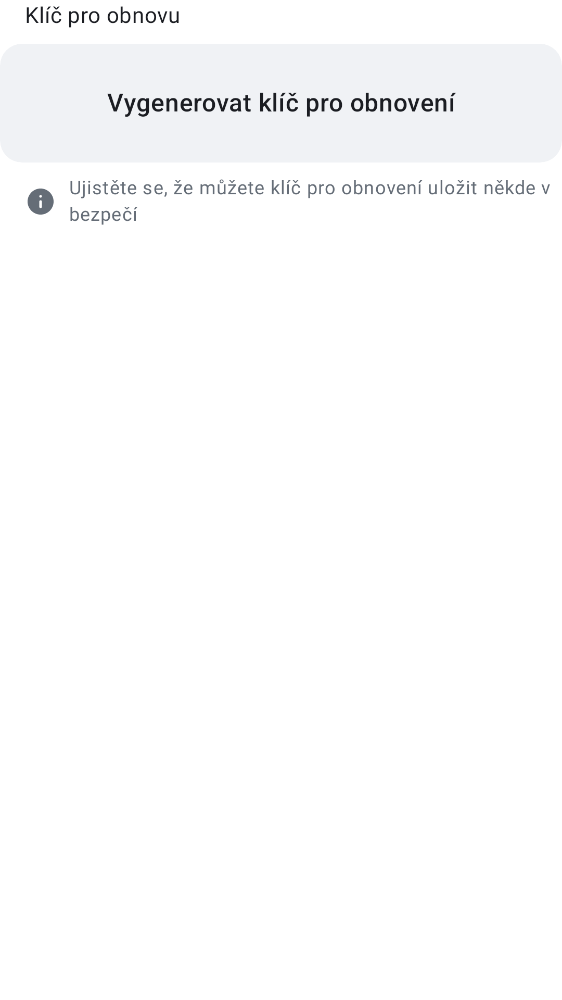 Klíč pro obnovu
Vygenerovat klíč pro obnovení
Ujistěte se, že můžete klíč pro obnovení uložit někde v
bezpečí